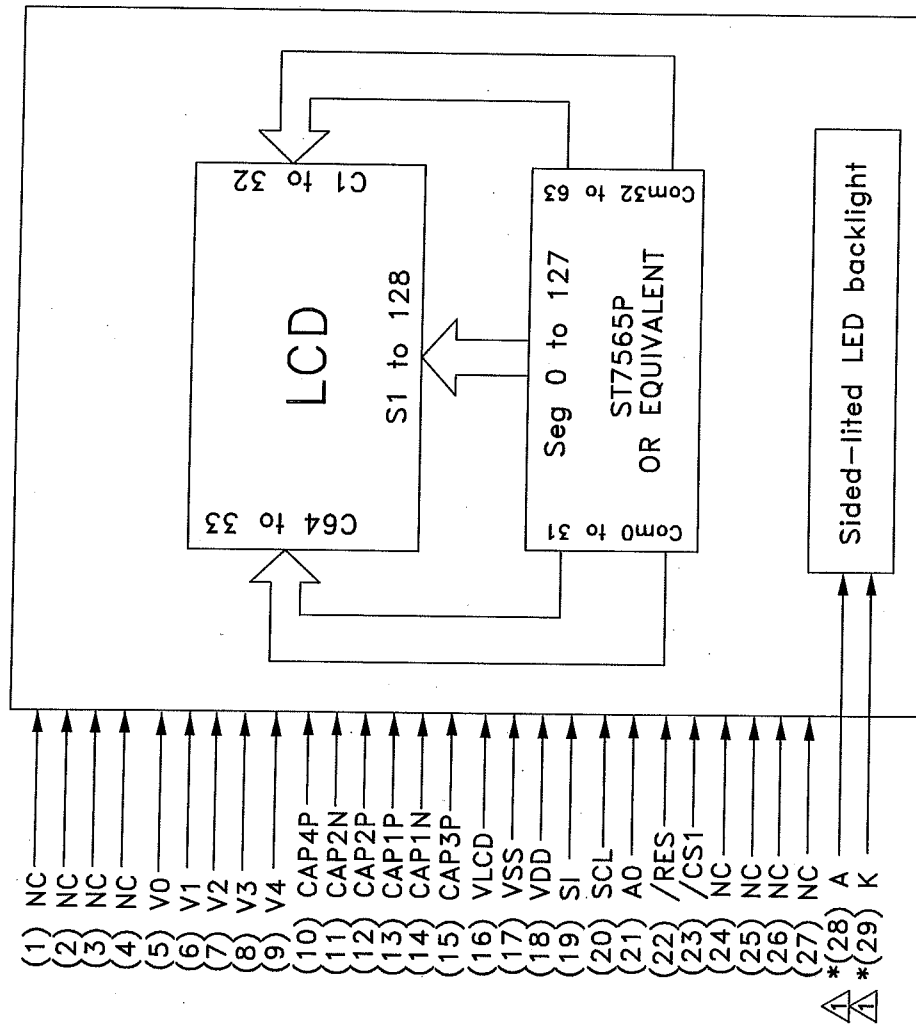 (1) NC
(2) NC
(3) NC
(4) NC
(5) V0
(6) V1
(7) V2
(8) V3
(9) V4
(10) CAP4P
(11) CAP2N
(12) CAP2P
(13) CAP1P
(14) CAP1N
(15) CAP3P
(16) VLCD
(17) VSS
(18) VDD
(19) SI
(20) SCL
(21) A0
(22) /RES
(23) /CS1
(24) NC
(25) NC
(26) NC
(27) NC
1 *(28) A
1 *(29) K
C64 to 33
LCD
C1 to 32
S1 to 128
Com0 to 31
Seg 0 to 127
ST7565P
OR EQUIVALENT
Com32 to 63
Sided-lited LED backlight